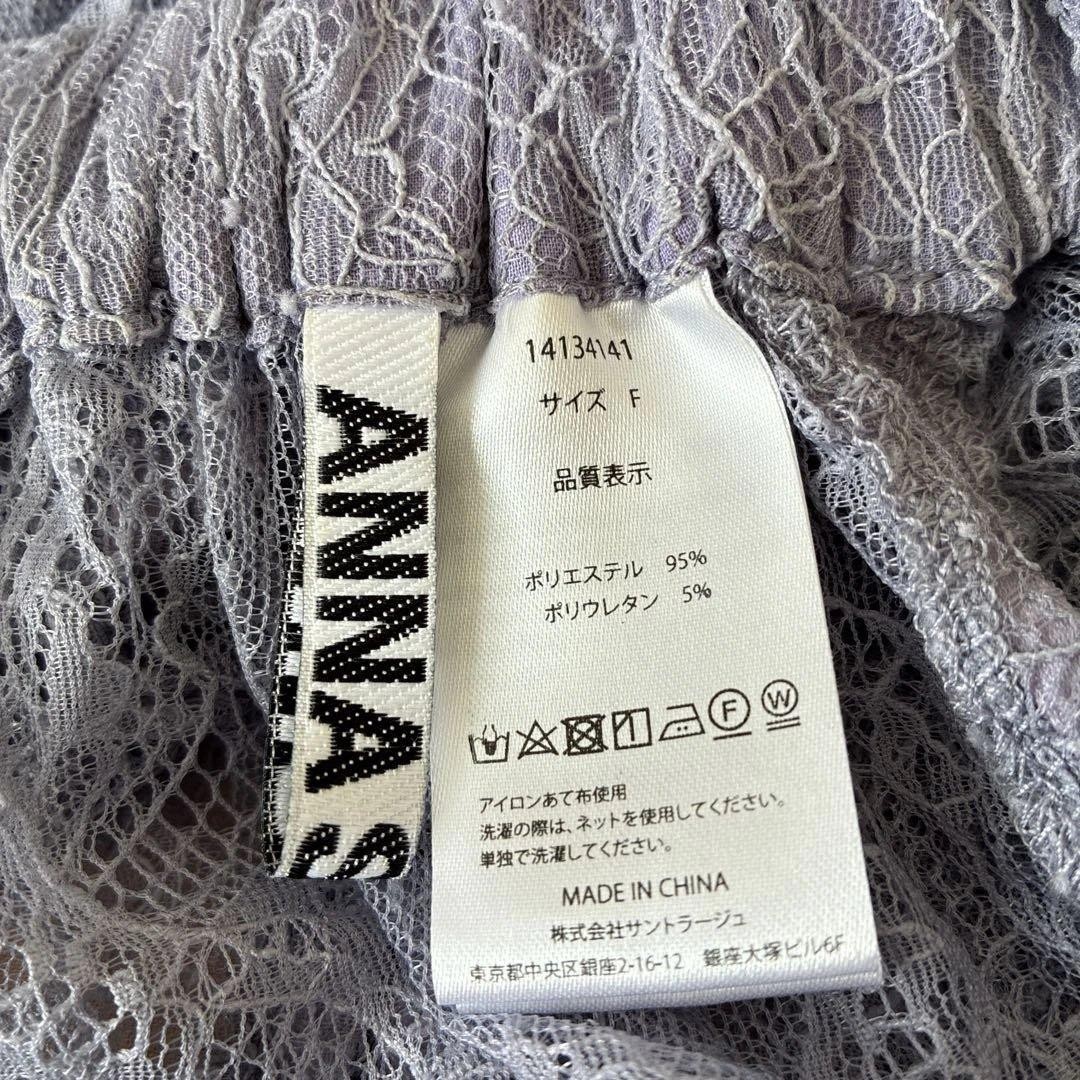 ANNA S
14134141
サイズ F
品質表示
ポリエステル 95%
ポリウレタン 5%
F W
アイロンあて布使用
洗濯の際は、ネットを使用してください。
単独で洗濯してください。
MADE IN CHINA
株式会社サントラージュ
東京都中央区銀座2-16-12 銀座大塚ビル6F